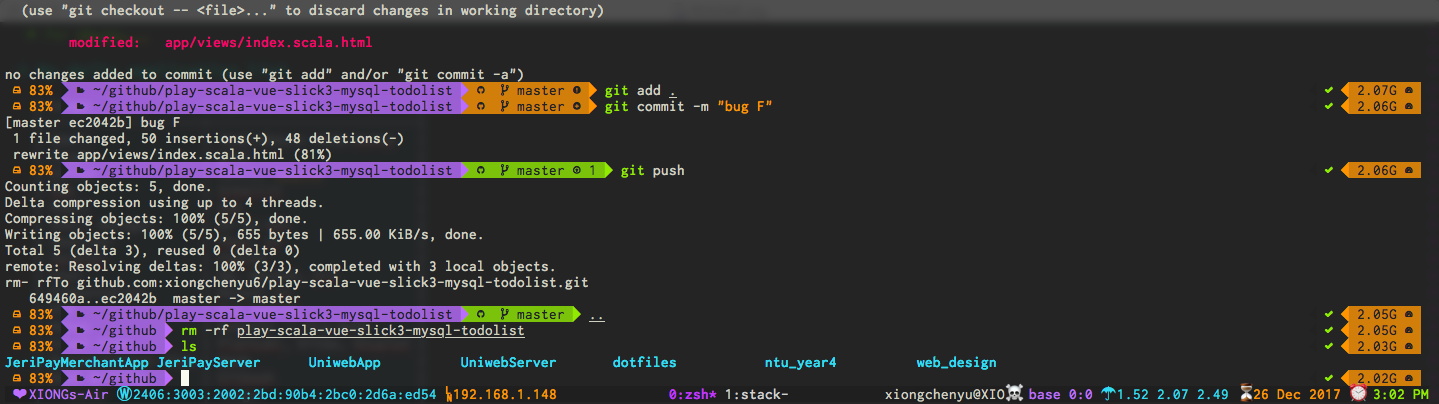 (use "git checkout -- <file>..." to discard changes in working directory)
modified:   app/views/index.scala.html
no changes added to commit (use "git add" and/or "git commit -a")
83% ~/github/play-scala-vue-slick3-mysql-todolist master git add . 2.07G
83% ~/github/play-scala-vue-slick3-mysql-todolist master git commit -m "bug F" 2.06G
[master ec2042b] bug F
1 file changed, 50 insertions(+), 48 deletions(-)
rewrite app/views/index.scala.html (81%)
83% ~/github/play-scala-vue-slick3-mysql-todolist master 1 git push 2.06G
Counting objects: 5, done.
Delta compression using up to 4 threads.
Compressing objects: 100% (5/5), done.
Writing objects: 100% (5/5), 655 bytes | 655.00 KiB/s, done.
Total 5 (delta 3), reused 0 (delta 0)
remote: Resolving deltas: 100% (3/3), completed with 3 local objects.
rm- rfTo github.com:xiongchenyu6/play-scala-vue-slick3-mysql-todolist.git
649460a..ec2042b  master -> master
83% ~/github/play-scala-vue-slick3-mysql-todolist master .. 2.05G
83% ~/github rm -rf play-scala-vue-slick3-mysql-todolist 2.05G
83% ~/github ls 2.03G
JeriPayMerchantApp JeriPayServer UniwebApp UniwebServer dotfiles ntu_year4 web_design
83% ~/github 2.02G
❤XIONGs-Air Ⓦ2406:3003:2002:2bd:90b4:2bc0:2d6a:ed54 192.168.1.148 0:zsh* 1:stack- xiongchenyu@XIO☠ base 0:0 ☂1.52 2.07 2.49 ⏳26 Dec 2017 ⏰ 3:02 PM